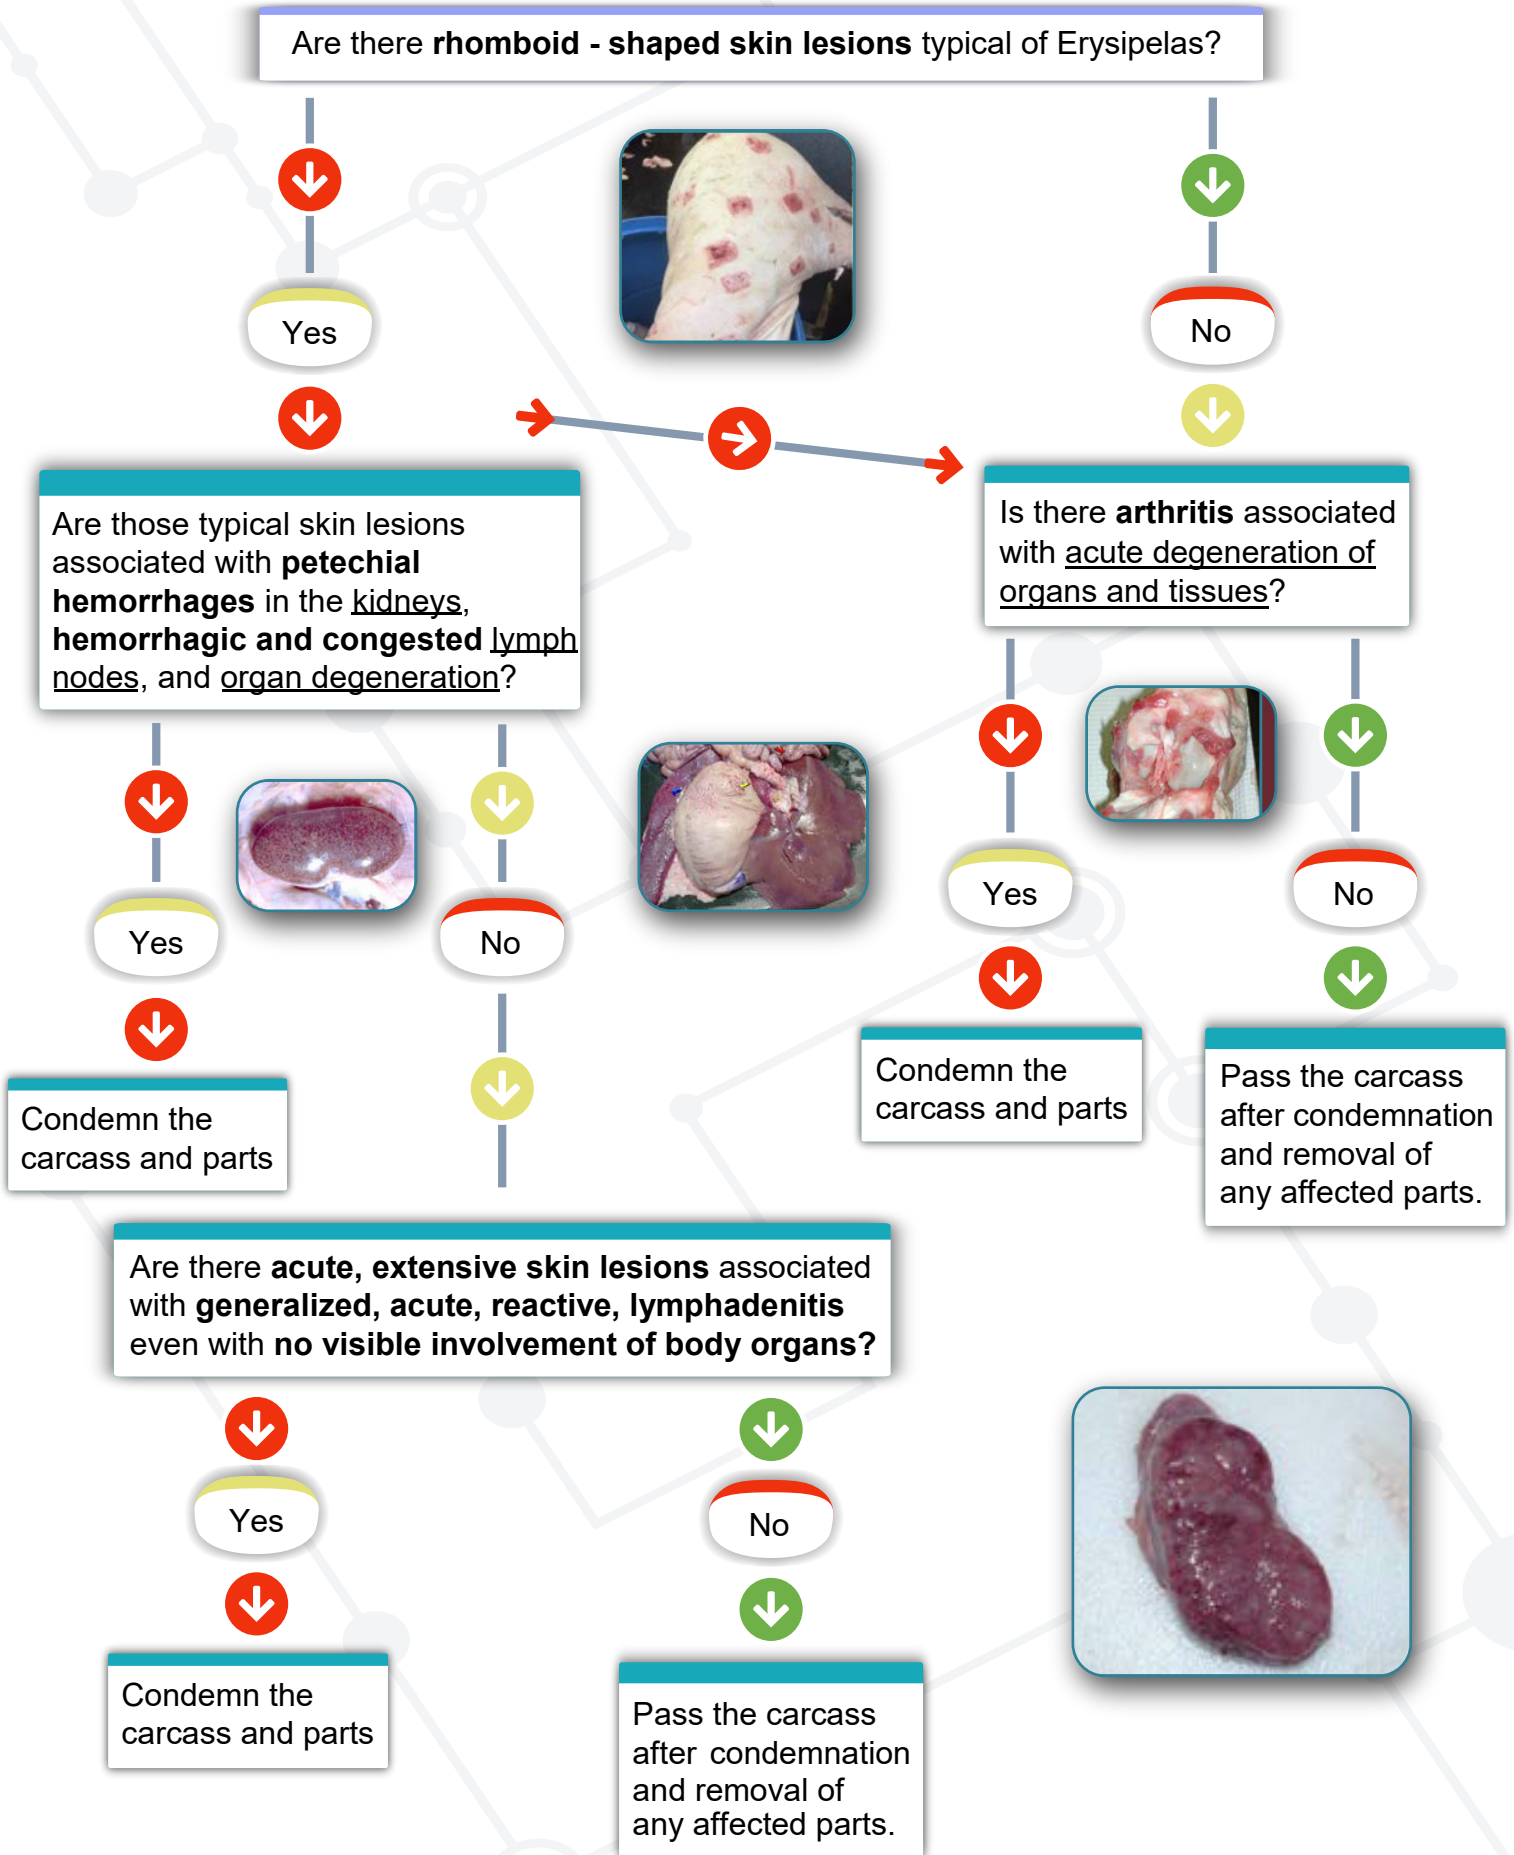 Are there rhomboid - shaped skin lesions typical of Erysipelas?
Yes
No
Are those typical skin lesions
associated with petechial
hemorrhages in the kidneys,
hemorrhagic and congested lymph
nodes, and organ degeneration?
Is there arthritis associated
with acute degeneration of
organs and tissues?
Yes
No
Yes
No
Condemn the
carcass and parts
Condemn the
carcass and parts
Pass the carcass
after condemnation
and removal of
any affected parts.
Are there acute, extensive skin lesions associated
with generalized, acute, reactive, lymphadenitis
even with no visible involvement of body organs?
Yes
No
Condemn the
carcass and parts
Pass the carcass
after condemnation
and removal of
any affected parts.